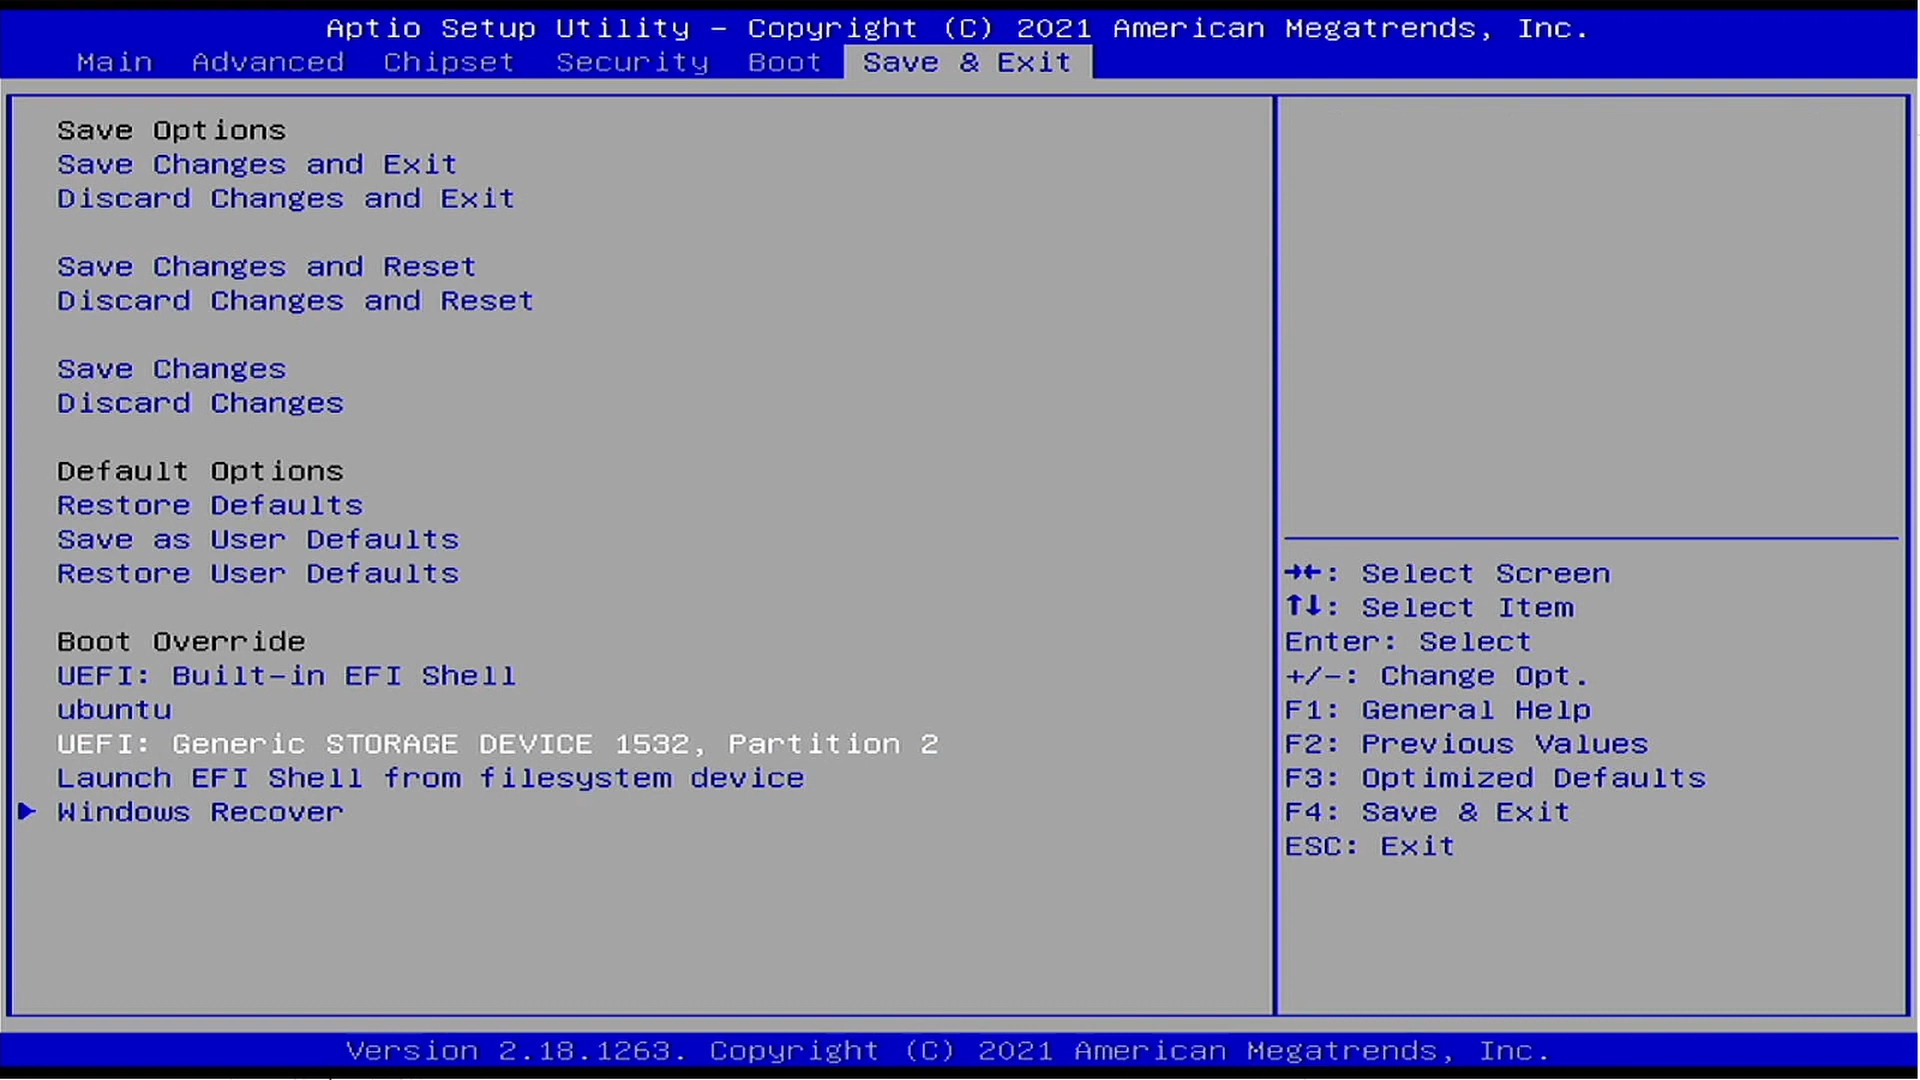 Aptio Setup Utility - Copyright (C) 2021 American Megatrends, Inc.
Main Advanced Chipset Security Boot Save & Exit
Save Options
Save Changes and Exit
Discard Changes and Exit
Save Changes and Reset
Discard Changes and Reset
Save Changes
Discard Changes
Default Options
Restore Defaults
Save as User Defaults
Restore User Defaults
Boot Override
UEFI: Built-in EFI Shell
ubuntu
UEFI: Generic STORAGE DEVICE 1532, Partition 2
Launch EFI Shell from filesystem device
Windows Recover
→←: Select Screen
↑↓: Select Item
Enter: Select
+/-: Change Opt.
F1: General Help
F2: Previous Values
F3: Optimized Defaults
F4: Save & Exit
ESC: Exit
Version 2.18.1263. Copyright (C) 2021 American Megatrends, Inc.